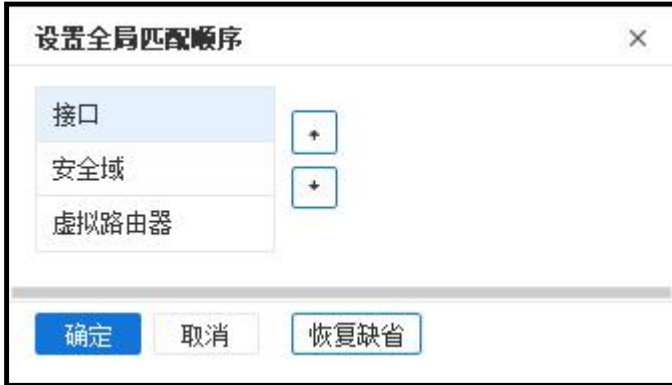 设置全局匹配顺序
接口
安全域
虚拟路由器
确定 取消 恢复缺省